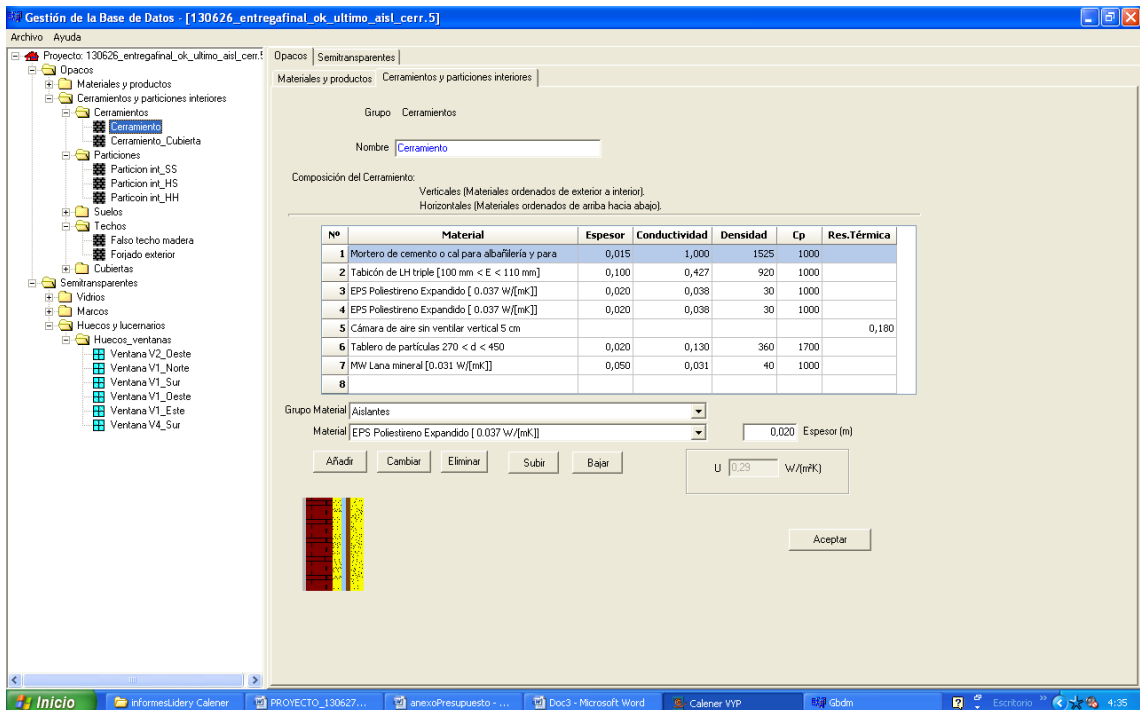 Gestión de la Base de Datos - [130626_entregafinal_ok_ultimo_aisl_cerr.5]
Archivo Ayuda
Proyecto: 130626_entregafinal_ok_ultimo_aisl_cerr.!
Opacos
Materiales y productos
Cerramientos y particiones interiores
Cerramientos
Cerramiento
Cerramiento_Cubierta
Particiones
Particion int_SS
Particion int_HS
Particoin int_HH
Suelos
Techos
Falso techo madera
Forjado exterior
Cubiertas
Semitransparentes
Vidrios
Marcos
Huecos y lucernarios
Huecos_ventanas
Ventana V2_Oeste
Ventana V1_Norte
Ventana V1_Sur
Ventana V1_Oeste
Ventana V1_Este
Ventana V4_Sur
Opacos Semitransparentes
Materiales y productos Cerramientos y particiones interiores
Grupo Cerramientos
Nombre Cerramiento
Composición del Cerramiento:
Verticales (Materiales ordenados de exterior a interior).
Horizontales (Materiales ordenados de arriba hacia abajo).
Nº Material Espesor Conductividad Densidad Cp Res.Térmica
1 Mortero de cemento o cal para albañilería y para 0,015 1,000 1525 1000
2 Tabicón de LH triple [100 mm < E < 110 mm] 0,100 0,427 920 1000
3 EPS Poliestireno Expandido [ 0.037 W/[mK]] 0,020 0,038 30 1000
4 EPS Poliestireno Expandido [ 0.037 W/[mK]] 0,020 0,038 30 1000
5 Cámara de aire sin ventilar vertical 5 cm 0,180
6 Tablero de partículas 270 < d < 450 0,020 0,130 360 1700
7 MW Lana mineral [0.031 W/[mK]] 0,050 0,031 40 1000
8
Grupo Material Aislantes
Material EPS Poliestireno Expandido [ 0.037 W/[mK]] 0,020 Espesor (m)
Añadir Cambiar Eliminar Subir Bajar
U 0,29 W/(m²K)
Aceptar
Inicio informesLidery Calener PROYECTO_130627... anexoPresupuesto - ... Doc3 - Microsoft Word Calener VYP Gbdm Escritorio 4:35